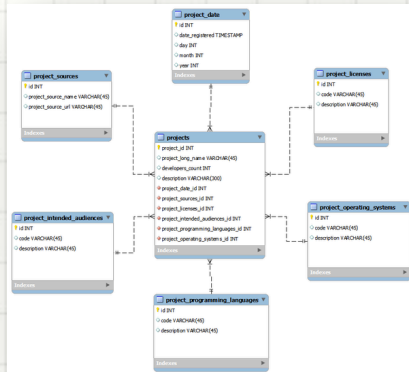 project_date
id INT
date_registered TIMESTAMP
day INT
month INT
year INT
Indexes
project_sources
id INT
project_source_name VARCHAR(45)
project_source_url VARCHAR(45)
Indexes
project_licenses
id INT
code VARCHAR(45)
description VARCHAR(45)
Indexes
projects
project_id INT
project_long_name VARCHAR(45)
developers_count INT
description VARCHAR(300)
project_date_id INT
project_sources_id INT
project_licenses_id INT
project_intended_audiences_id INT
project_programming_languages_id INT
project_operating_systems_id INT
Indexes
project_intended_audiences
id INT
code VARCHAR(45)
description VARCHAR(45)
Indexes
project_operating_systems
id INT
code VARCHAR(45)
description VARCHAR(45)
Indexes
project_programming_languages
id INT
code VARCHAR(45)
description VARCHAR(45)
Indexes